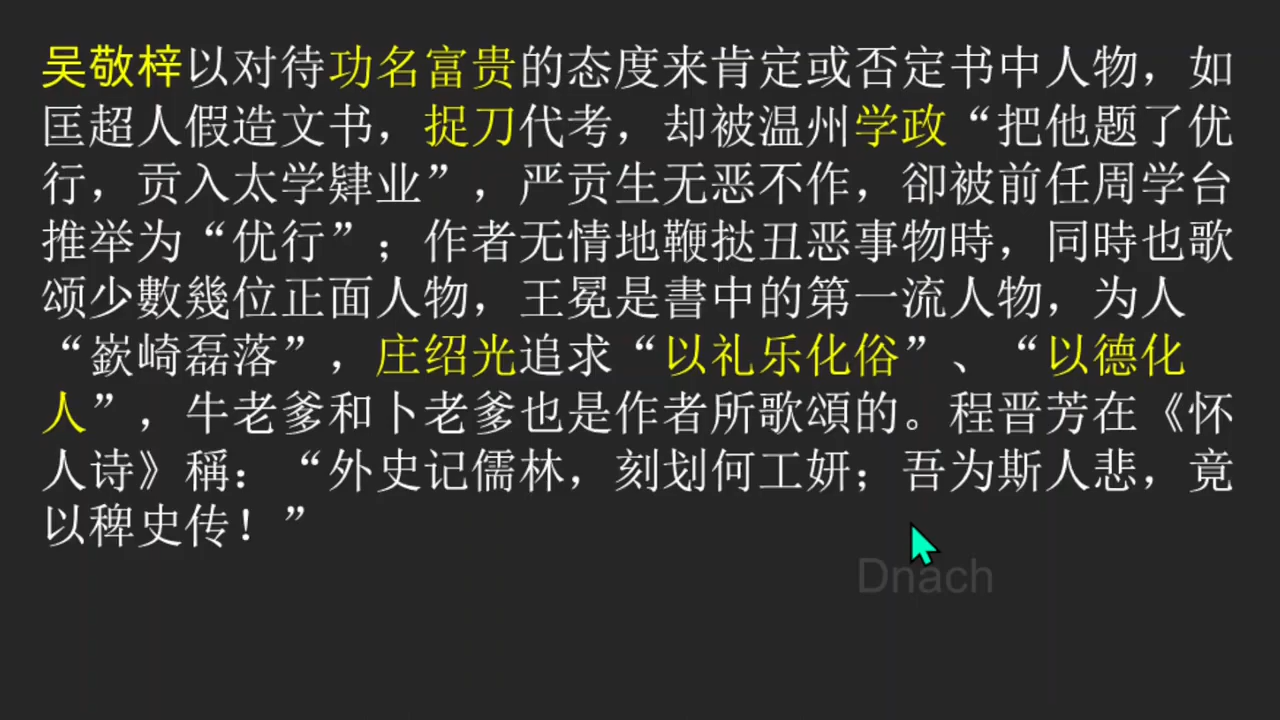 吴敬梓以对待功名富贵的态度来肯定或否定书中人物，如
匡超人假造文书，捉刀代考，却被温州学政“把他题了优
行，贡入太学肄业”，严贡生无恶不作，卻被前任周学台
推举为“优行”；作者无情地鞭挞丑恶事物時，同時也歌
颂少數幾位正面人物，王冕是書中的第一流人物，为人
“嶔崎磊落”，庄绍光追求“以礼乐化俗”、“以德化
人”，牛老爹和卜老爹也是作者所歌頌的。程晋芳在《怀
人诗》稱：“外史记儒林，刻划何工妍；吾为斯人悲，竟
以稗史传！”
Dnach